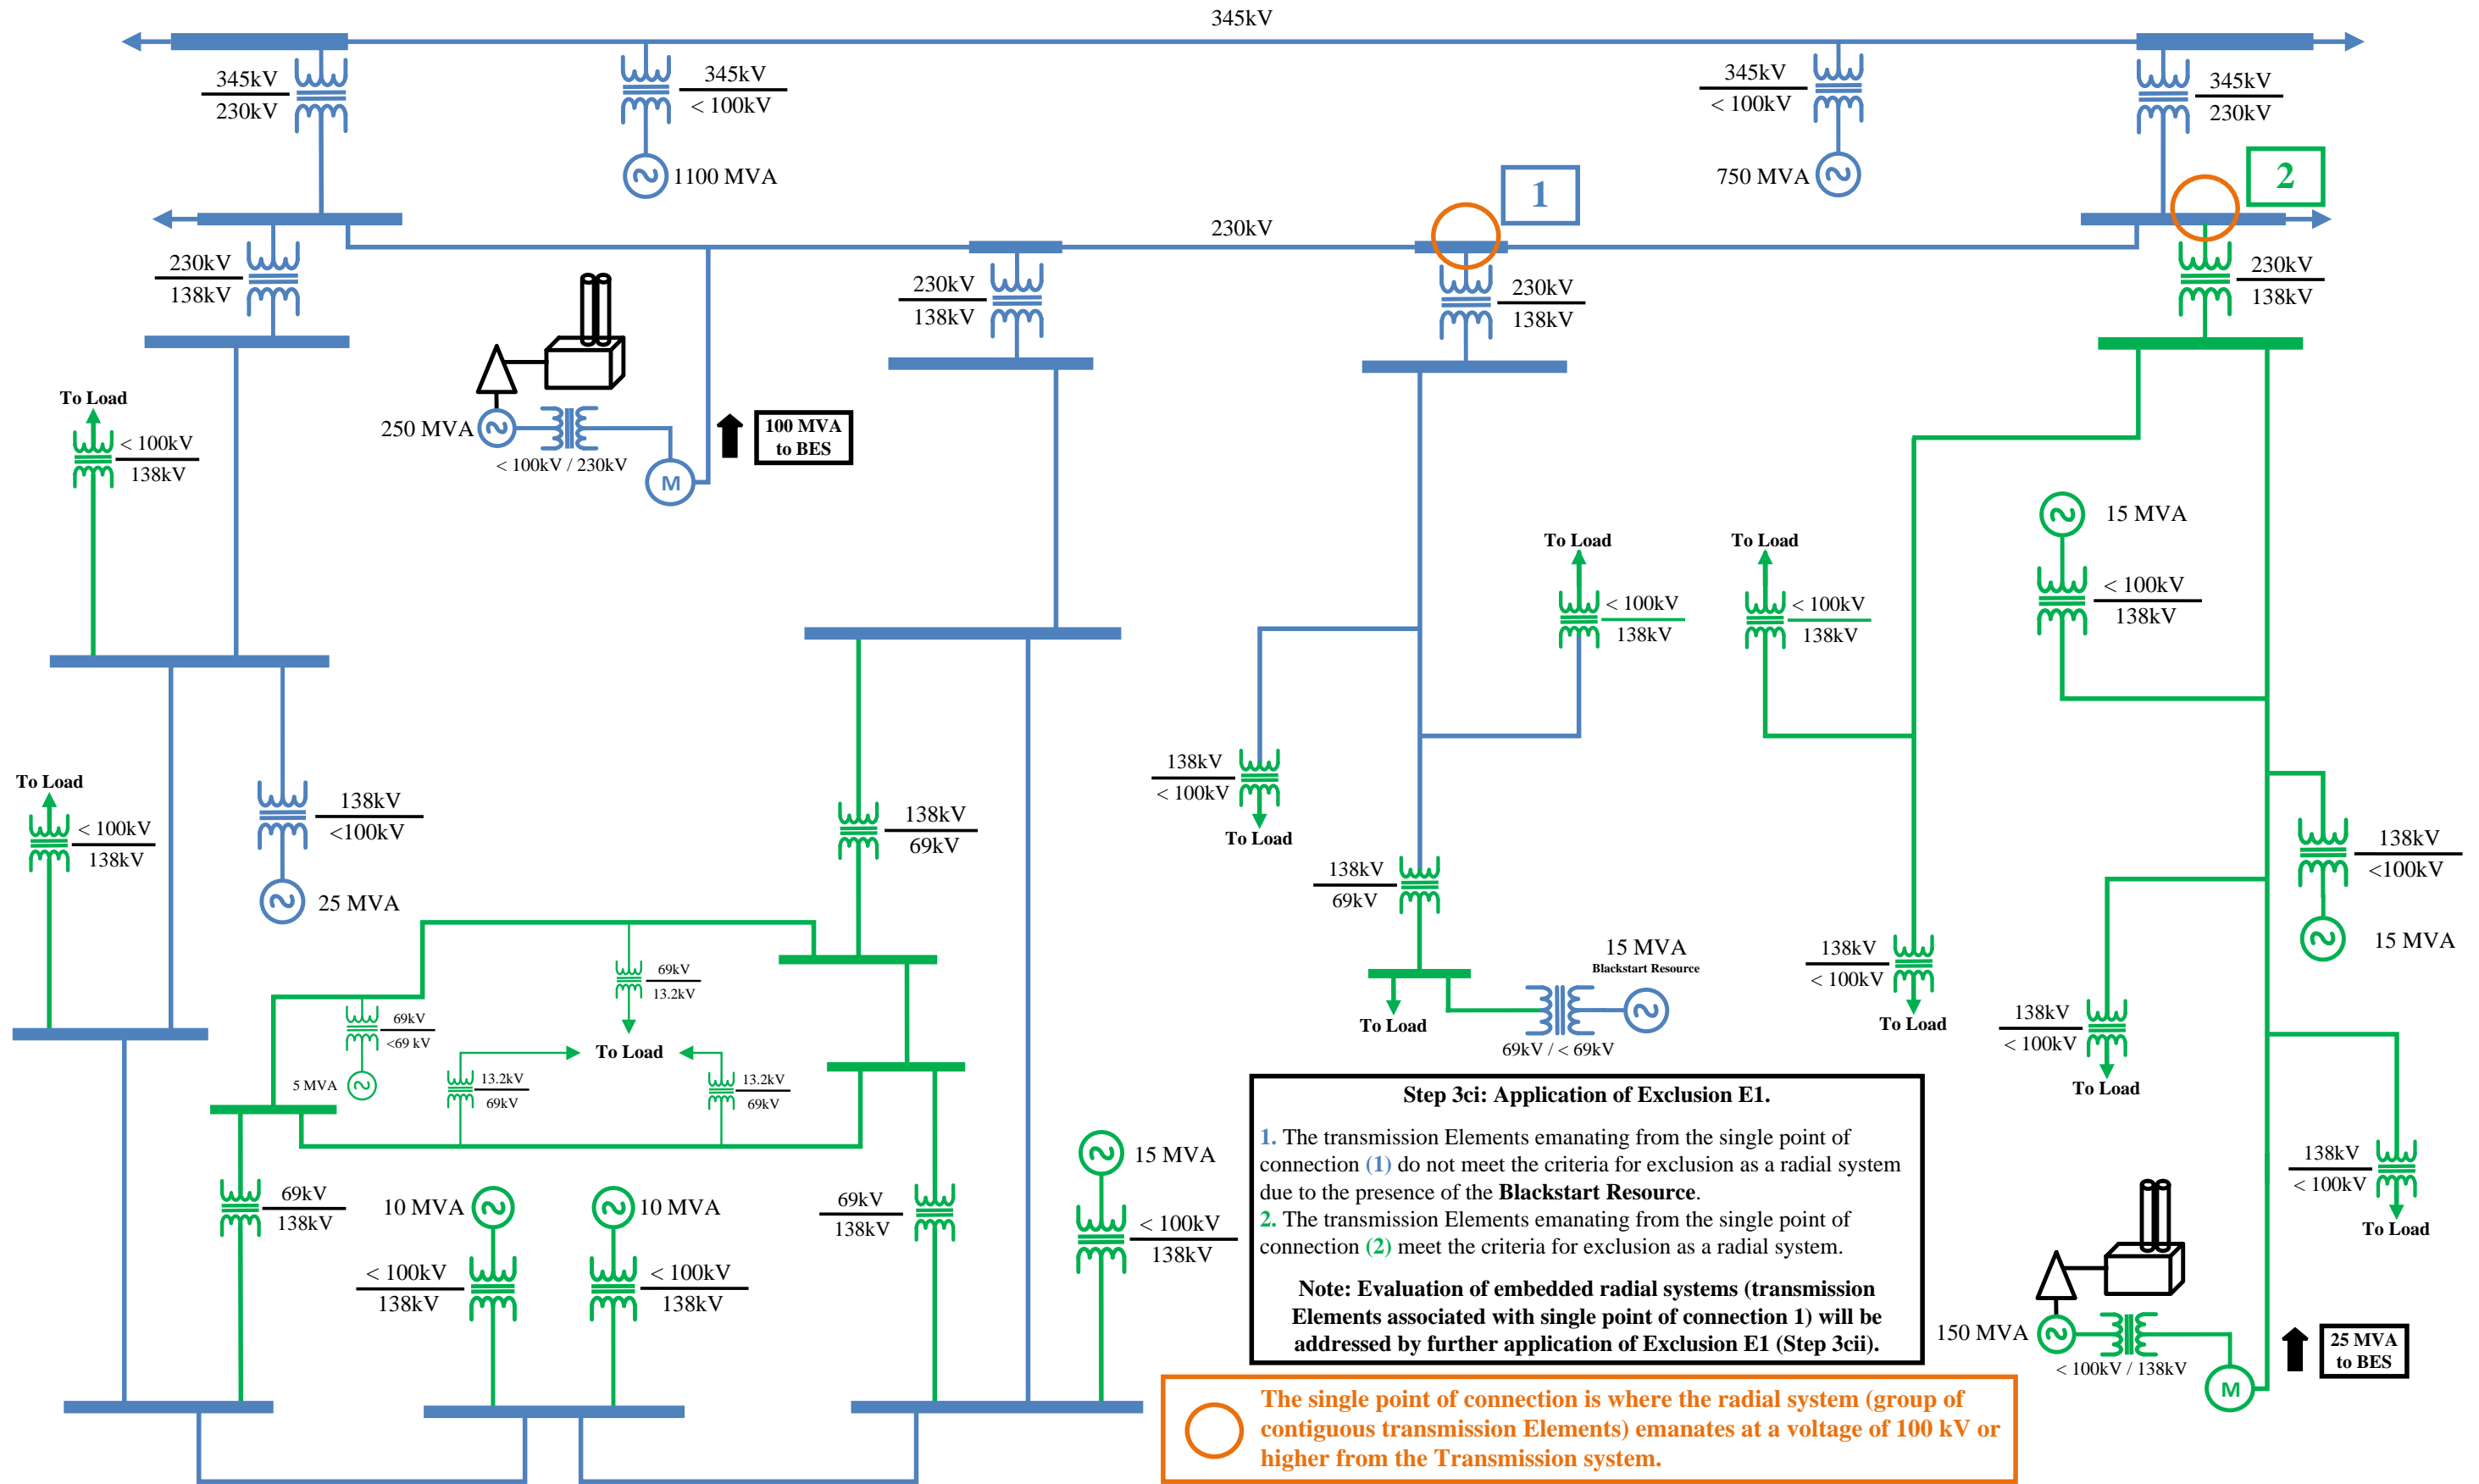 345kV
345kV
230kV
345kV
< 100kV
1100 MVA
345kV
< 100kV
750 MVA
345kV
230kV
1
2
230kV
230kV
138kV
230kV
138kV
230kV
138kV
230kV
138kV
250 MVA
< 100kV / 230kV
M
100 MVA
to BES
To Load
< 100kV
138kV
To Load
< 100kV
138kV
138kV
<100kV
25 MVA
138kV
69kV
69kV
13.2kV
69kV
<69 kV
5 MVA
To Load
13.2kV
69kV
13.2kV
69kV
69kV
138kV
10 MVA
< 100kV
138kV
10 MVA
< 100kV
138kV
69kV
138kV
15 MVA
< 100kV
138kV
To Load
< 100kV
138kV
138kV
< 100kV
To Load
138kV
69kV
To Load
15 MVA
Blackstart Resource
69kV / < 69kV
To Load
< 100kV
138kV
138kV
< 100kV
To Load
15 MVA
< 100kV
138kV
138kV
<100kV
15 MVA
138kV
< 100kV
To Load
138kV
< 100kV
To Load
150 MVA
< 100kV / 138kV
M
25 MVA
to BES
Step 3ci: Application of Exclusion E1.
1. The transmission Elements emanating from the single point of
connection (1) do not meet the criteria for exclusion as a radial system
due to the presence of the Blackstart Resource.
2. The transmission Elements emanating from the single point of
connection (2) meet the criteria for exclusion as a radial system.
Note: Evaluation of embedded radial systems (transmission
Elements associated with single point of connection 1) will be
addressed by further application of Exclusion E1 (Step 3cii).
The single point of connection is where the radial system (group of
contiguous transmission Elements) emanates at a voltage of 100 kV or
higher from the Transmission system.